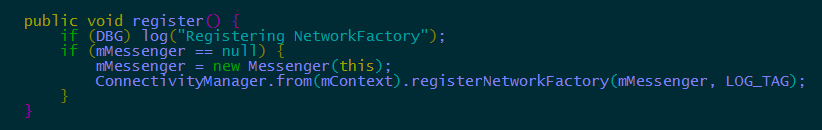 public void register() {
    if (DBG) log("Registering NetworkFactory");
    if (mMessenger == null) {
        mMessenger = new Messenger(this);
        ConnectivityManager.from(mContext).registerNetworkFactory(mMessenger, LOG_TAG);
    }
}